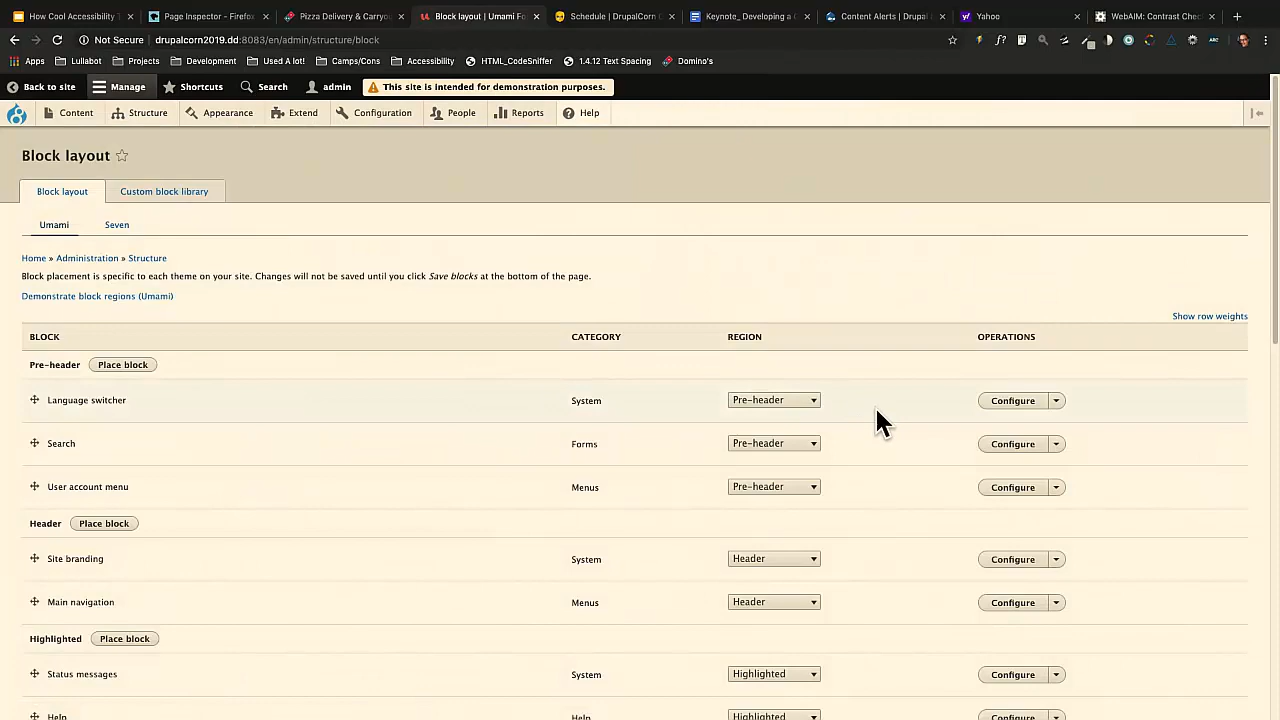 How Cool Accessibility T
Page Inspector - Firefox
Pizza Delivery & Carryou
Block layout | Umami Fo
Schedule | DrupalCorn
Keynote_ Developing a C
Content Alerts | Drupal
Yahoo
WebAIM: Contrast Chec
Not Secure drupalcorn2019.dd:8083/en/admin/structure/block
Apps Lullabot Projects Development Used A lot! Camps/Cons Accessibility HTML_CodeSniffer 1.4.12 Text Spacing Domino's
Back to site Manage Shortcuts Search admin This site is intended for demonstration purposes.
Content Structure Appearance Extend Configuration People Reports Help
Block layout
Block layout Custom block library
Umami Seven
Home » Administration » Structure
Block placement is specific to each theme on your site. Changes will not be saved until you click Save blocks at the bottom of the page.
Demonstrate block regions (Umami)
Show row weights
BLOCK CATEGORY REGION OPERATIONS
Pre-header Place block
Language switcher System Pre-header Configure
Search Forms Pre-header Configure
User account menu Menus Pre-header Configure
Header Place block
Site branding System Header Configure
Main navigation Menus Header Configure
Highlighted Place block
Status messages System Highlighted Configure
Help Help Highlighted Configure